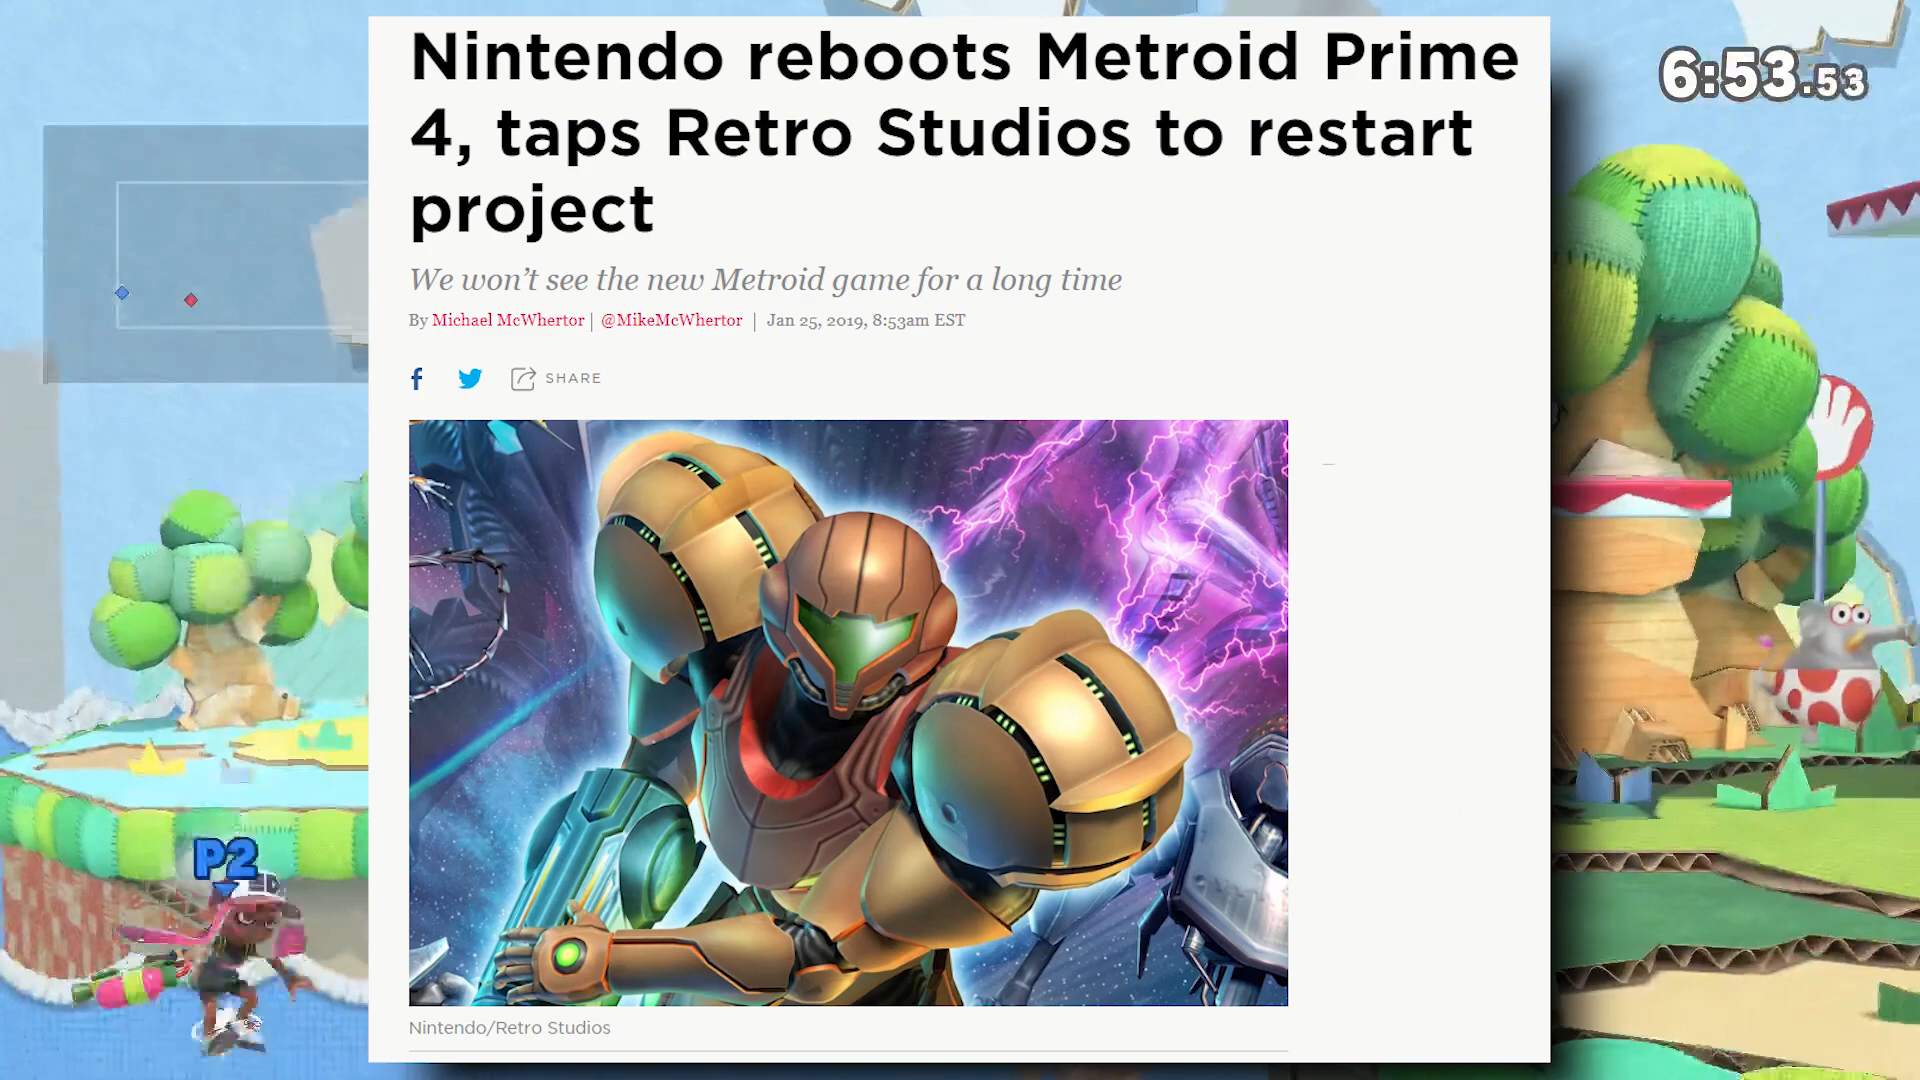 Nintendo reboots Metroid Prime
4, taps Retro Studios to restart
project
We won't see the new Metroid game for a long time
By Michael McWhertor | @MikeMcWhertor | Jan 25, 2019, 8:53am EST
SHARE
Nintendo/Retro Studios
6:53.53
P2